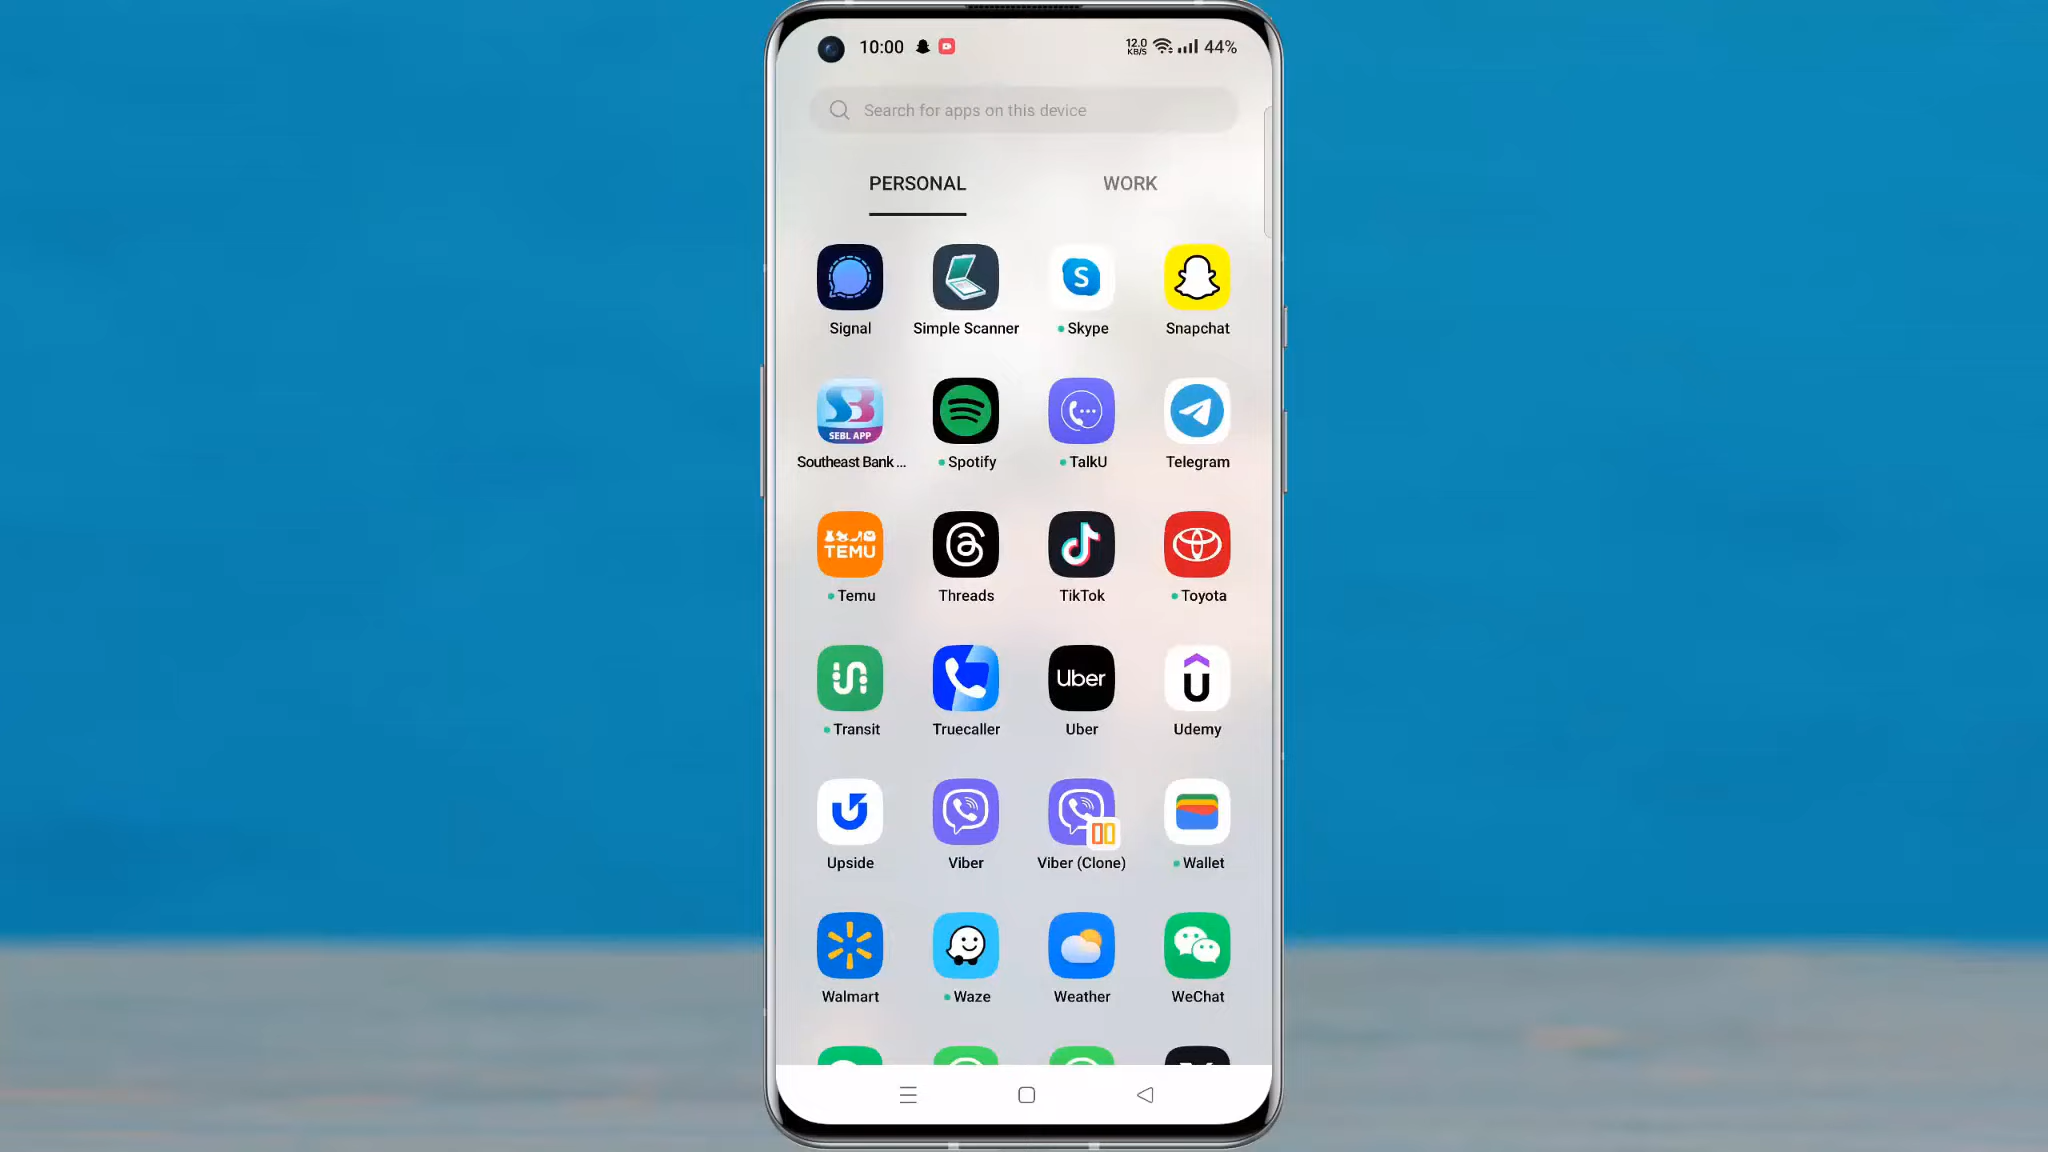 10:00
12.0
KB/S
44%
Search for apps on this device
PERSONAL WORK
Signal Simple Scanner Skype Snapchat
SEBL APP
Southeast Bank ... Spotify TalkU Telegram
TEMU
Temu Threads TikTok Toyota
Uber
Transit Truecaller Uber Udemy
Upside Viber Viber (Clone) Wallet
Walmart Waze Weather WeChat